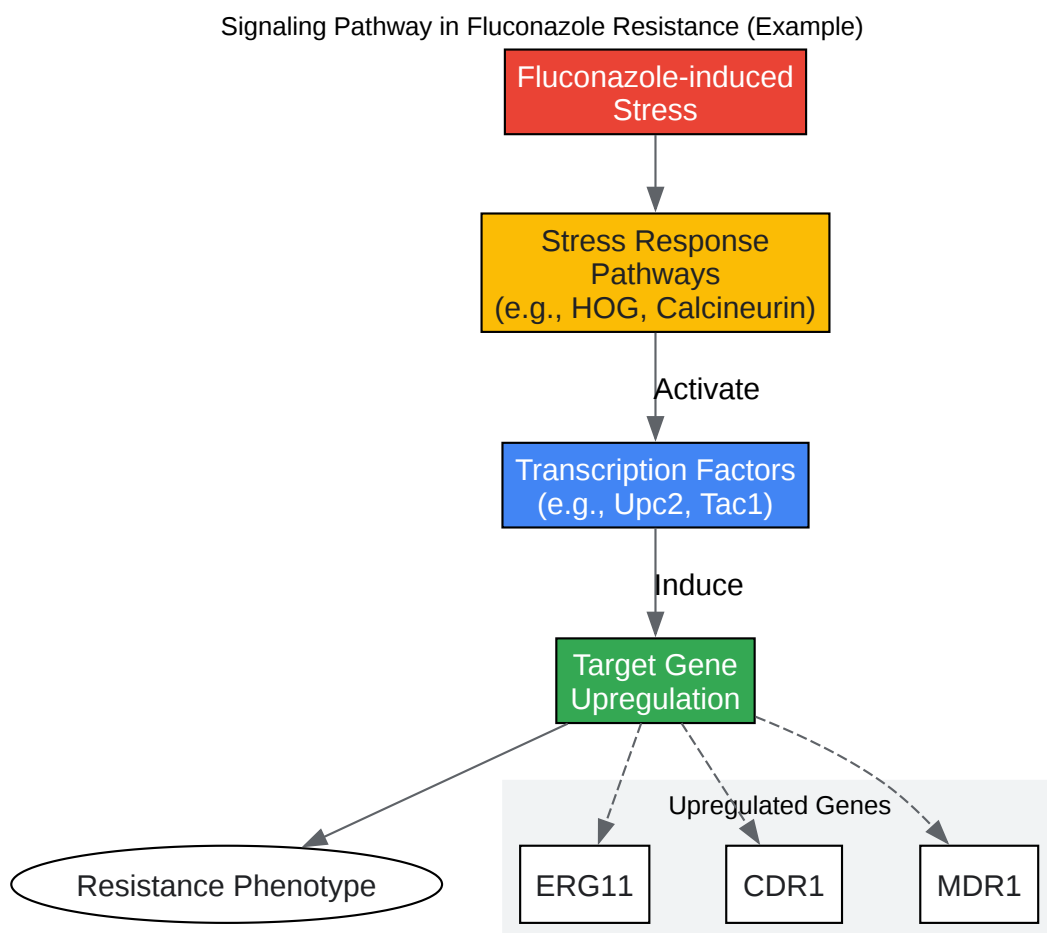 Signaling Pathway in Fluconazole Resistance (Example)
Fluconazole-induced
Stress
Stress Response
Pathways
(e.g., HOG, Calcineurin)
Activate
Transcription Factors
(e.g., Upc2, Tac1)
Induce
Target Gene
Upregulation
Upregulated Genes
Resistance Phenotype
ERG11
CDR1
MDR1